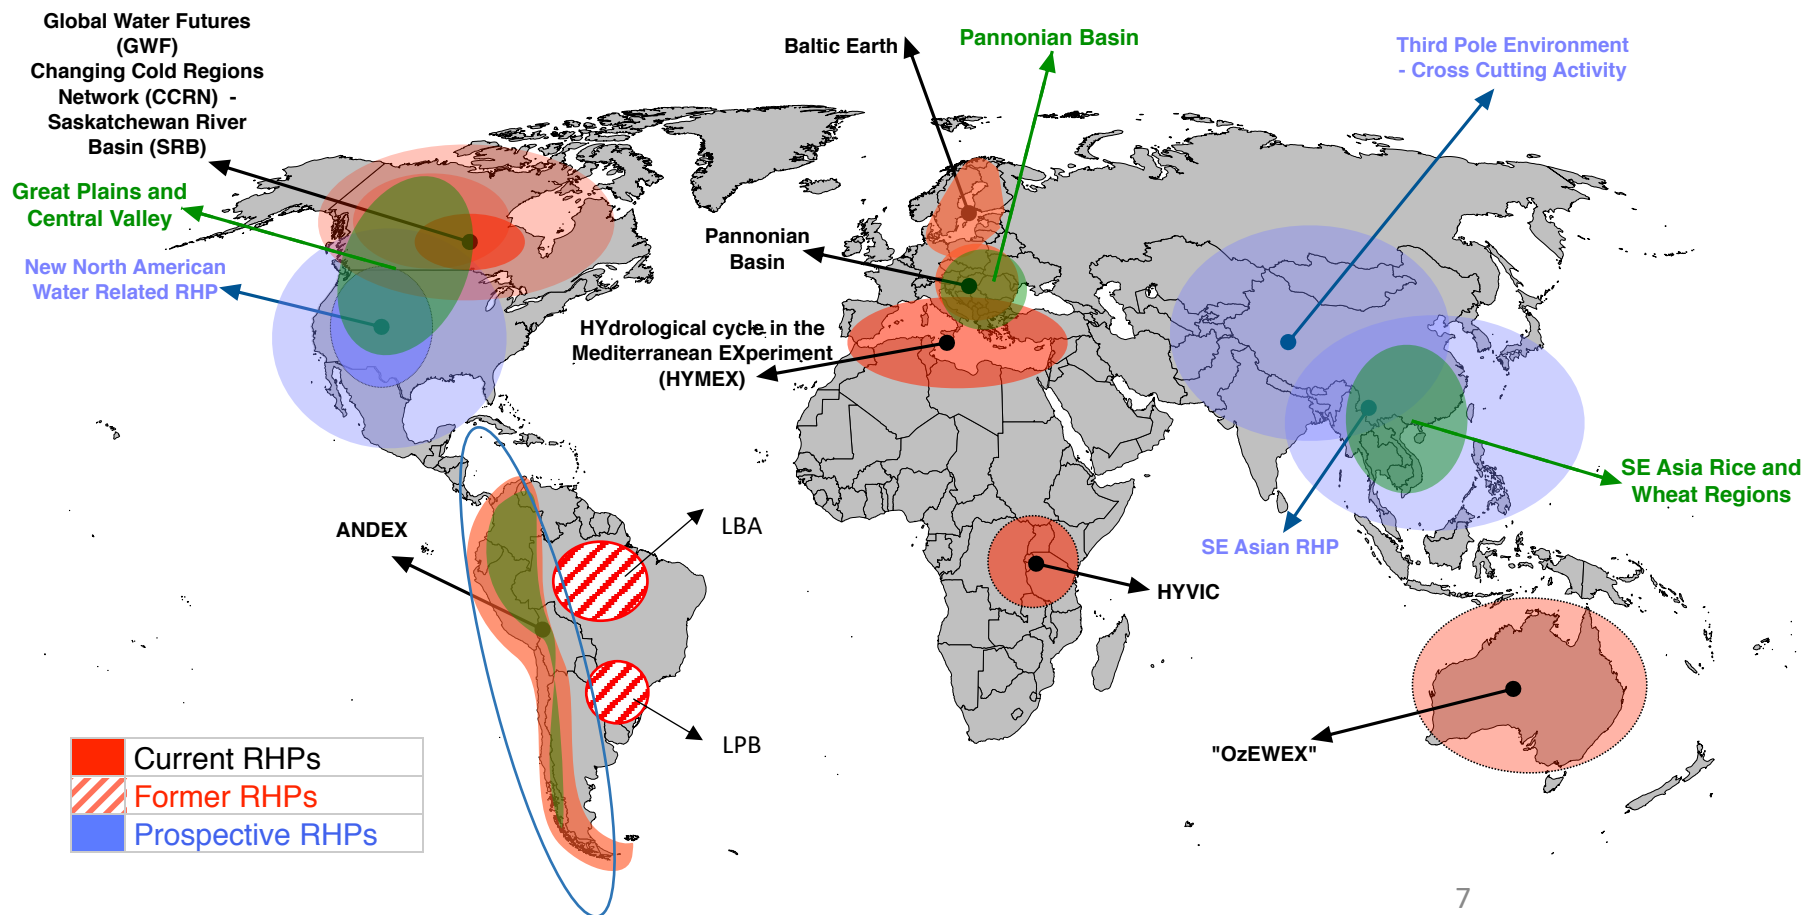 Global Water Futures
(GWF)
Changing Cold Regions
Network (CCRN)  -
Saskatchewan River
Basin (SRB)
Great Plains and
Central Valley
New North American
Water Related RHP
Baltic Earth
Pannonian Basin
Third Pole Environment
- Cross Cutting Activity
Pannonian
Basin
HYdrological cycle in the
Mediterranean EXperiment
(HYMEX)
SE Asia Rice and
Wheat Regions
SE Asian RHP
ANDEX
LBA
HYVIC
LPB
"OzEWEX"
Current RHPs
Former RHPs
Prospective RHPs
7